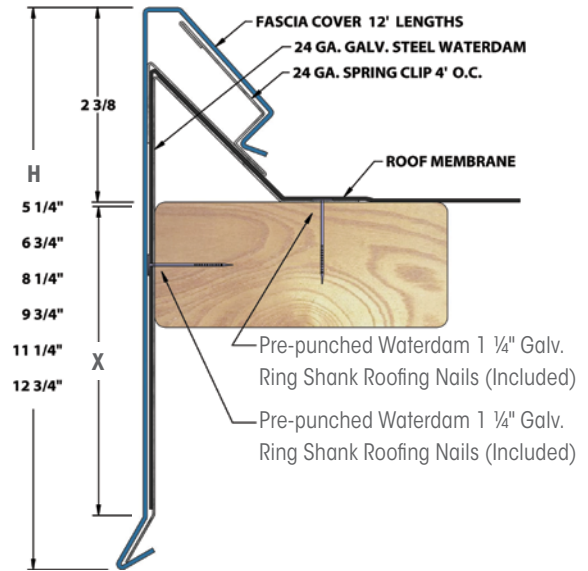 FASCIA COVER 12' LENGTHS
24 GA. GALV. STEEL WATERDAM
24 GA. SPRING CLIP 4' O.C.
2 3/8
ROOF MEMBRANE
H
5 1/4"
6 3/4"
8 1/4"
9 3/4"
11 1/4"
12 3/4"
X
Pre-punched Waterdam 1 ¼" Galv.
Ring Shank Roofing Nails (Included)
Pre-punched Waterdam 1 ¼" Galv.
Ring Shank Roofing Nails (Included)